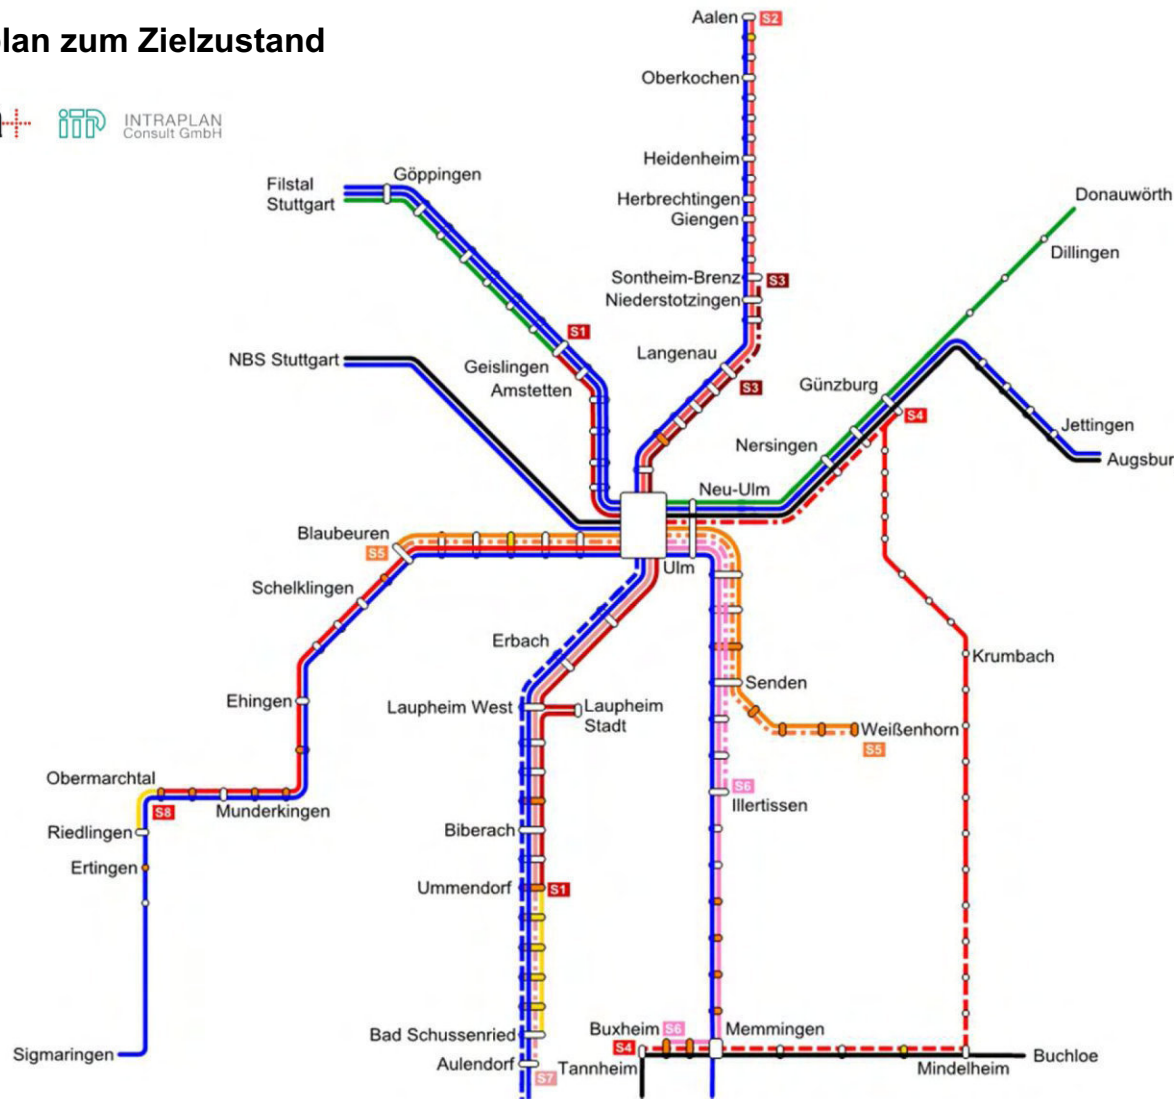 lan zum Zielzustand
iTP INTRAPLAN
Consult GmbH
Aalen S2
Oberkochen
Heidenheim
Herbrechtingen
Giengen
Sontheim-Brenz S3
Niederstotzingen
Langenau
S3
Filstal
Stuttgart
Göppingen
S1
Geislingen
Amstetten
NBS Stuttgart
Donauwörth
Dillingen
Günzburg
S4
Nersingen
Jettingen
Augsbur
Neu-Ulm
Ulm
Blaubeuren
S5
Schelklingen
Ehingen
Obermarchtal
S8
Munderkingen
Riedlingen
Ertingen
Sigmaringen
Erbach
Laupheim West
Laupheim
Stadt
Biberach
Ummendorf S1
Bad Schussenried
Aulendorf
S7
Senden
Weißenhorn
S5
S6
Illertissen
Krumbach
Buxheim S6
Memmingen
S4
Tannheim
Mindelheim
Buchloe